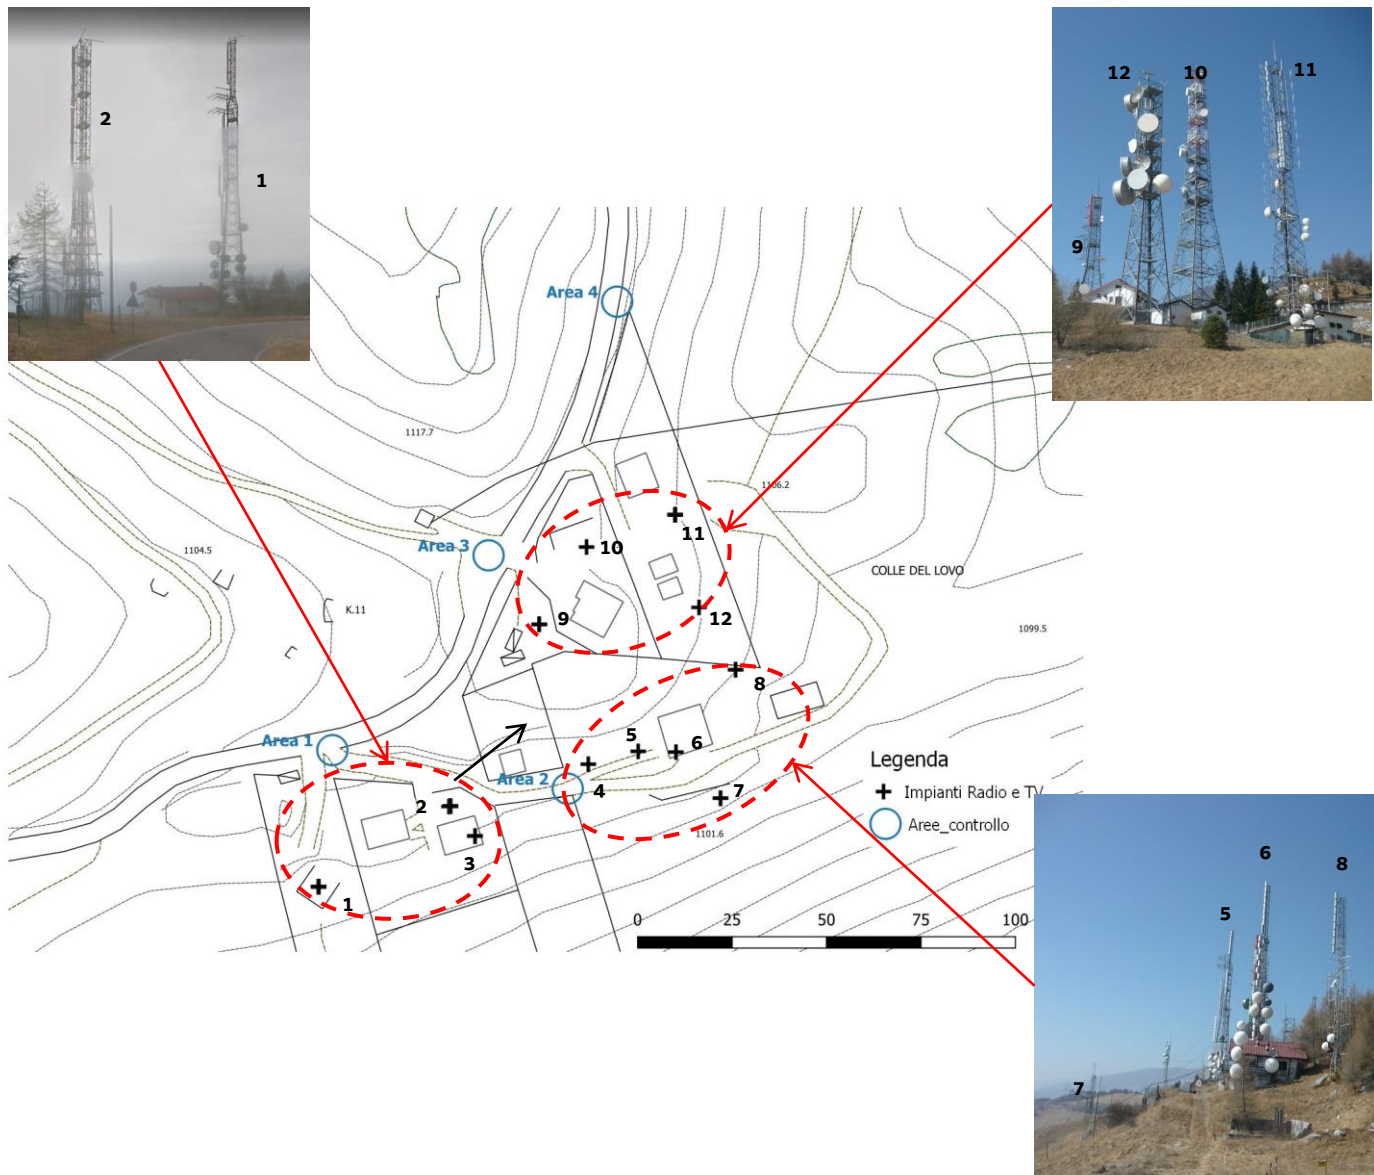 2
1
12
10
11
9
Area 4
1117.7
1106.2
11
10
Area 3
1104.5
COLLE DEL LOVO
K.11
9
12
1099.5
8
Area 1
5
6
Legenda
Area 2
4
7
Impianti Radio e TV
2
Aree_controllo
3
1101.6
1
0 25 50 75 100
6
8
5
7